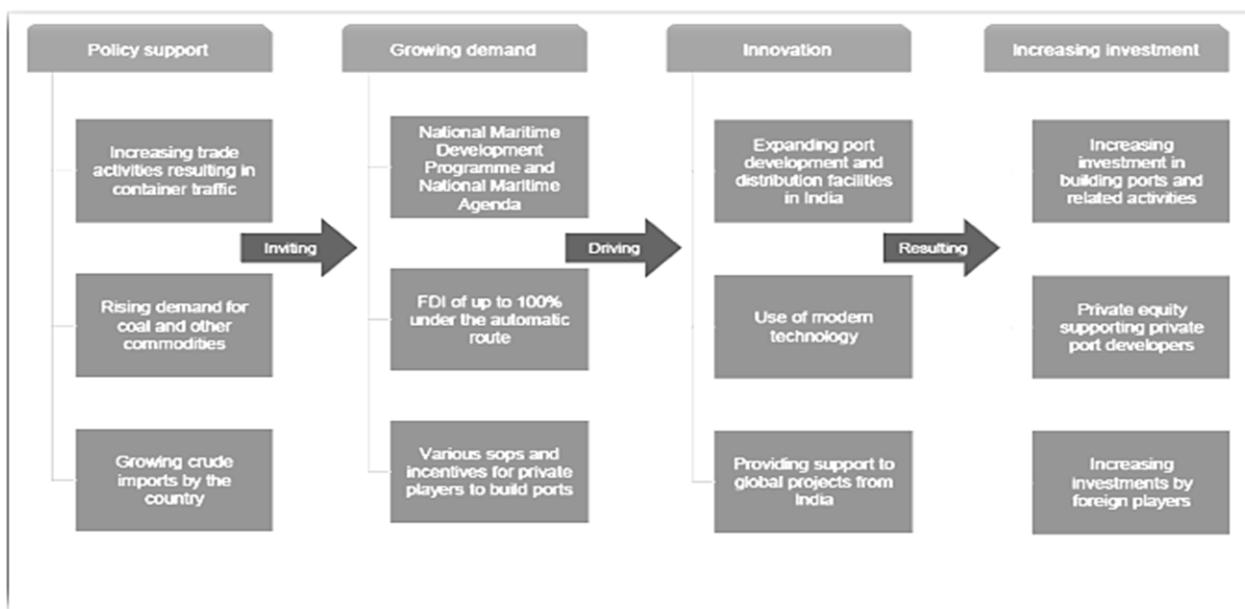 Policy support
Increasing trade
activities resulting in
container traffic
Rising demand for
coal and other
commodities
Growing crude
imports by the
country
Inviting
Growing demand
National Maritime
Development
Programme and
National Maritime
Agenda
FDI of up to 100%
under the automatic
route
Various sops and
incentives for private
players to build ports
Driving
Innovation
Expanding port
development and
distribution facilities
in India
Use of modern
technology
Providing support to
global projects from
India
Resulting
Increasing investment
Increasing
investment in
building ports and
related activities
Private equity
supporting private
port developers
Increasing
investments by
foreign players